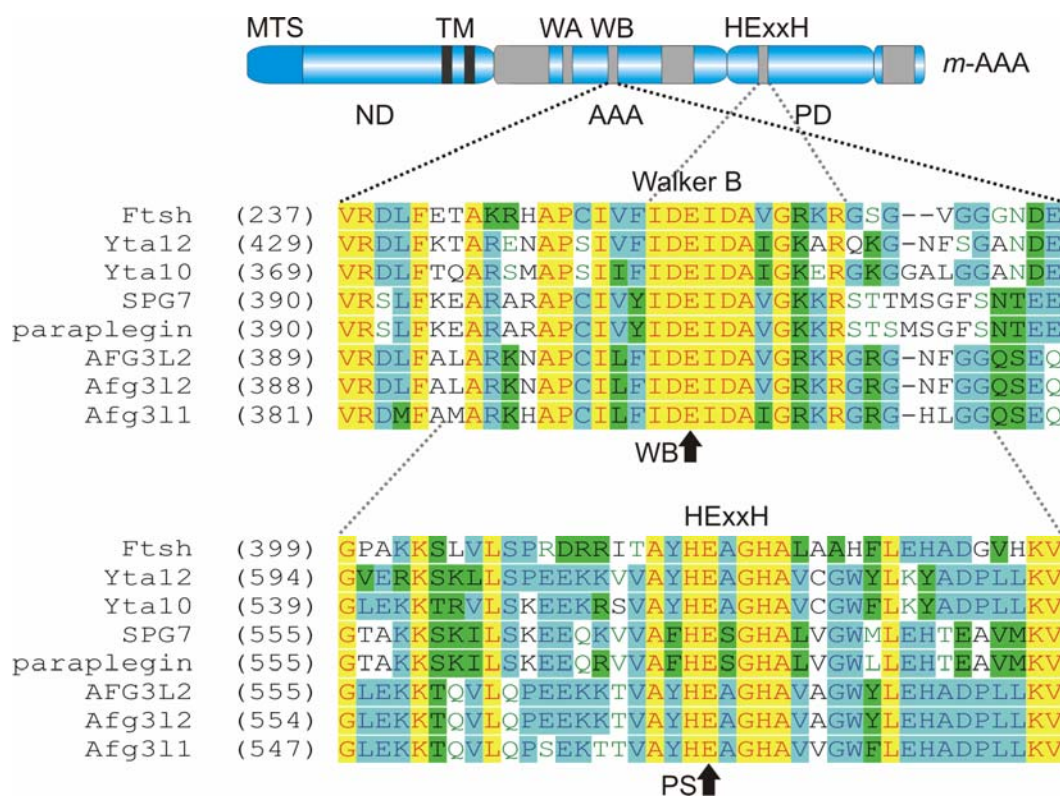 MTS TM WA WB HExxH
m-AAA
ND AAA PD
Walker B
Ftsh (237) VRDLFETAKRHAPCIVFIDEIDAVGRKRGSG--VGGGNDE
Yta12 (429) VRDLFKTARENAPSIVFIDEIDAIGKARQKG-NFSGANDE
Yta10 (369) VRDLFTQARSMAPSIIFIDEIDAIGKERGKGGALGGANDE
SPG7 (390) VRSLFKEARARAPCIVYIDEIDAVGKKRSTTMSGFSNTEE
paraplegin (390) VRSLFKEARARAPCIVYIDEIDAVGKKRSTSMSGFSNTEE
AFG3L2 (389) VRDLFALARKNAPCILFIDEIDAVGRKRGRG-NFGGQSEQ
Afg3l2 (388) VRDLFALARKNAPCILFIDEIDAVGRKRGRG-NFGGQSEQ
Afg3l1 (381) VRDMFAMARKHAPCILFIDEIDAIGRKRGRG-HLGGQSEQ
WB
HExxH
Ftsh (399) GPAKKSLVLSPRDRRITAYHEAGHALAAHFLEHADGVHKV
Yta12 (594) GVERKSKLLSPEEKKVVAYHEAGHAVCGWYLKYADPLLKV
Yta10 (539) GLEKKTRVLSKEEKRSVAYHEAGHAVCGWFLKYADPLLKV
SPG7 (555) GTAKKSKILSKEEQKVVAFHESGHALVGWMLEHTEAVMKV
paraplegin (555) GTAKKSKILSKEEQRVVAFHESGHALVGWLLEHTEAVMKV
AFG3L2 (555) GLEKKTQVLQPEEKKTVAYHEAGHAVAGWYLEHADPLLKV
Afg3l2 (554) GLEKKTQVLQPEEKKTVAYHEAGHAVAGWYLEHADPLLKV
Afg3l1 (547) GLEKKTQVLQPSEKTTVAYHEAGHAVVGWFLEHADPLLKV
PS